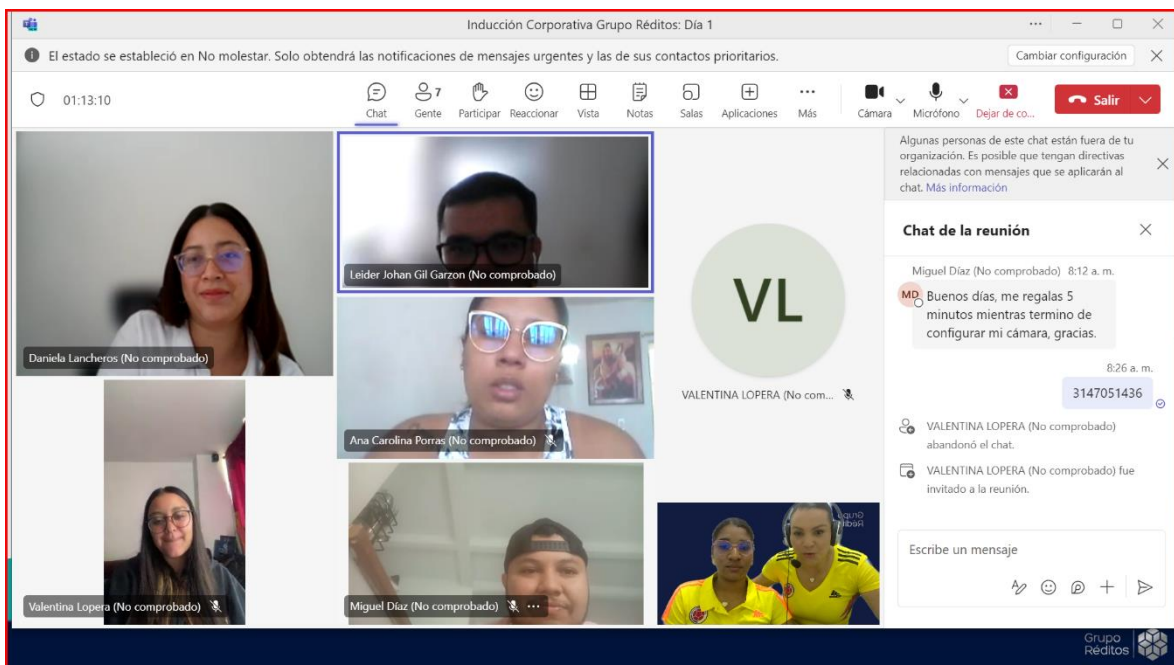 Inducción Corporativa Grupo Réditos: Día 1
El estado se estableció en No molestar. Solo obtendrá las notificaciones de mensajes urgentes y las de sus contactos prioritarios.
Cambiar configuración
01:13:10
Chat
7
Gente
Participar
Reaccionar
Vista
Notas
Salas
Aplicaciones
Más
Cámara
Micrófono
Dejar de co...
Salir
Daniela Lancheros (No comprobado)
Leider Johan Gil Garzon (No comprobado)
Ana Carolina Porras (No comprobado)
VL
VALENTINA LOPERA (No com...
Valentina Lopera (No comprobado)
Miguel Díaz (No comprobado)
Grupo
Réditos
Algunas personas de este chat están fuera de tu
organización. Es posible que tengan directivas
relacionadas con mensajes que se aplicarán al
chat. Más información
Chat de la reunión
Miguel Díaz (No comprobado) 8:12 a. m.
MD
Buenos días, me regalas 5
minutos mientras termino de
configurar mi cámara, gracias.
8:26 a. m.
3147051436
VALENTINA LOPERA (No comprobado)
abandonó el chat.
VALENTINA LOPERA (No comprobado) fue
invitado a la reunión.
Escribe un mensaje
Grupo
Réditos